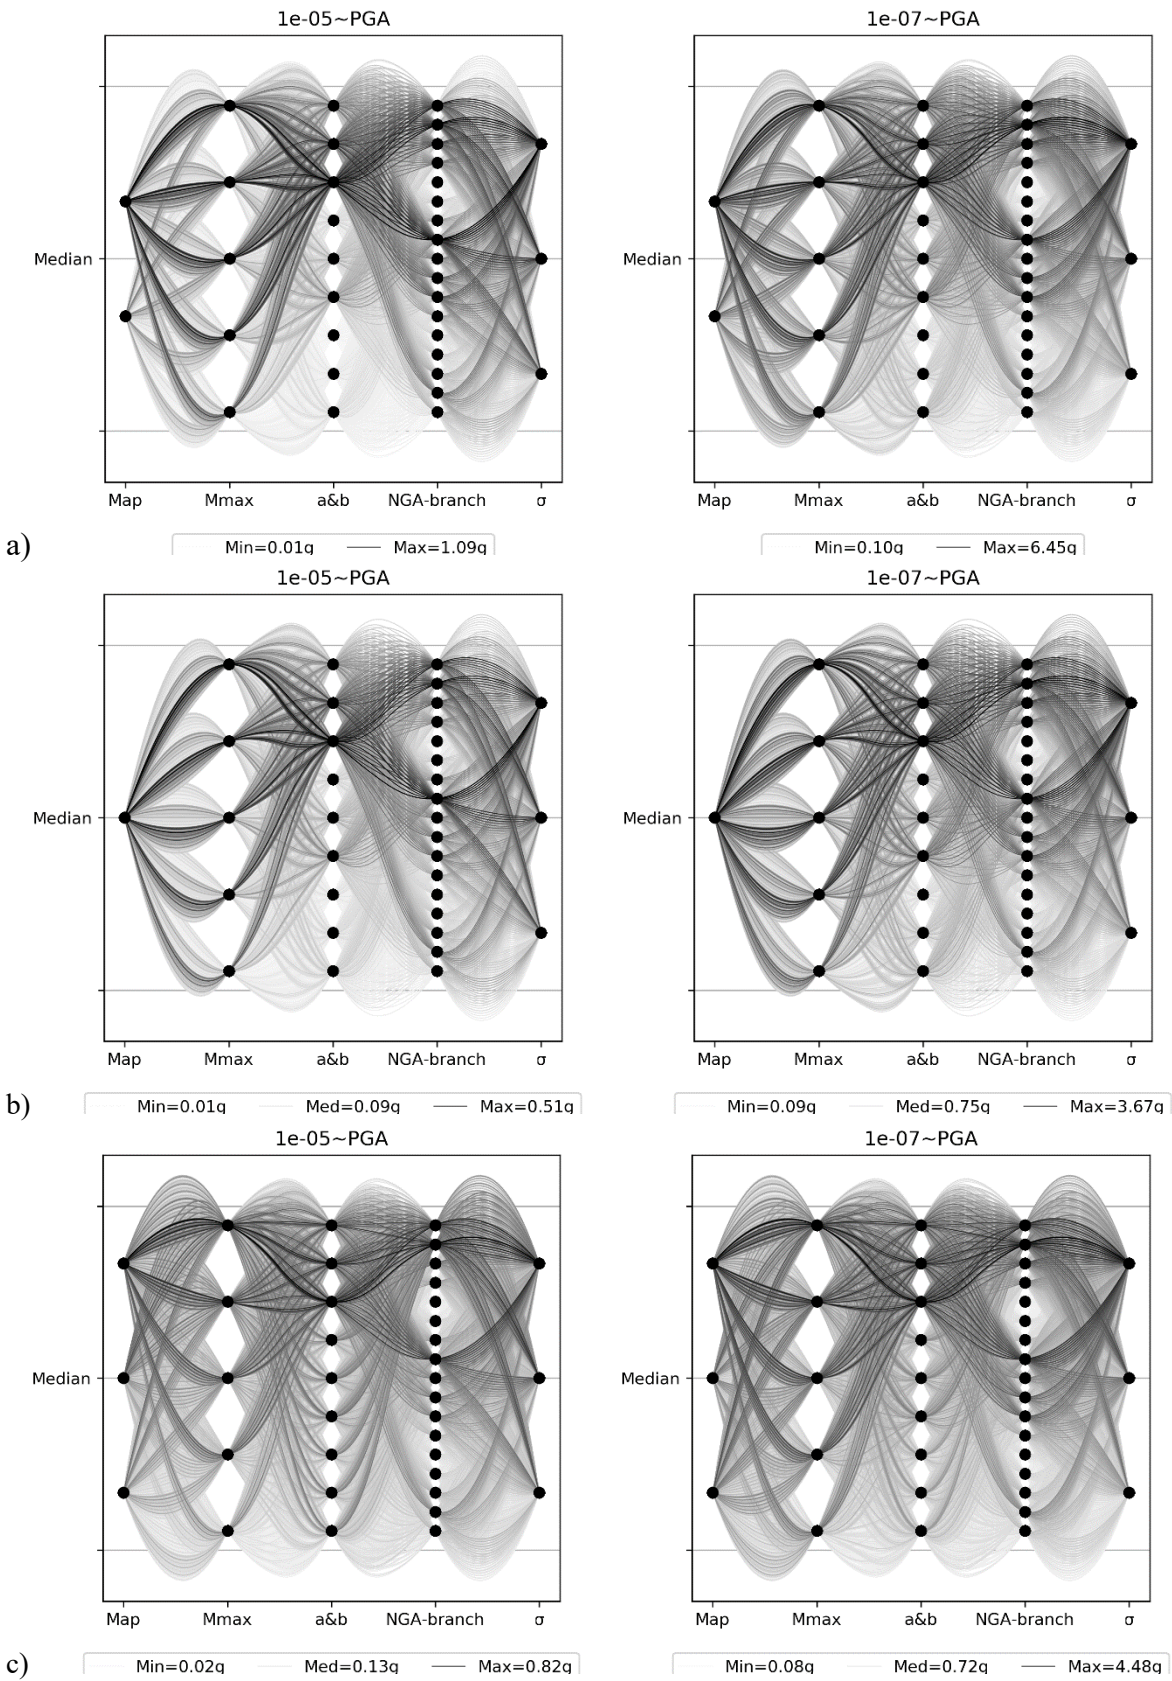 1e-05~PGA 1e-07~PGA
Median Median
Map Mmax a&b NGA-branch σ Map Mmax a&b NGA-branch σ
a) Min=0.01g Max=1.09g Min=0.10g Max=6.45g
1e-05~PGA 1e-07~PGA
Median Median
Map Mmax a&b NGA-branch σ Map Mmax a&b NGA-branch σ
b) Min=0.01g Med=0.09g Max=0.51g Min=0.09g Med=0.75g Max=3.67g
1e-05~PGA 1e-07~PGA
Median Median
Map Mmax a&b NGA-branch σ Map Mmax a&b NGA-branch σ
c) Min=0.02g Med=0.13g Max=0.82g Min=0.08g Med=0.72g Max=4.48g